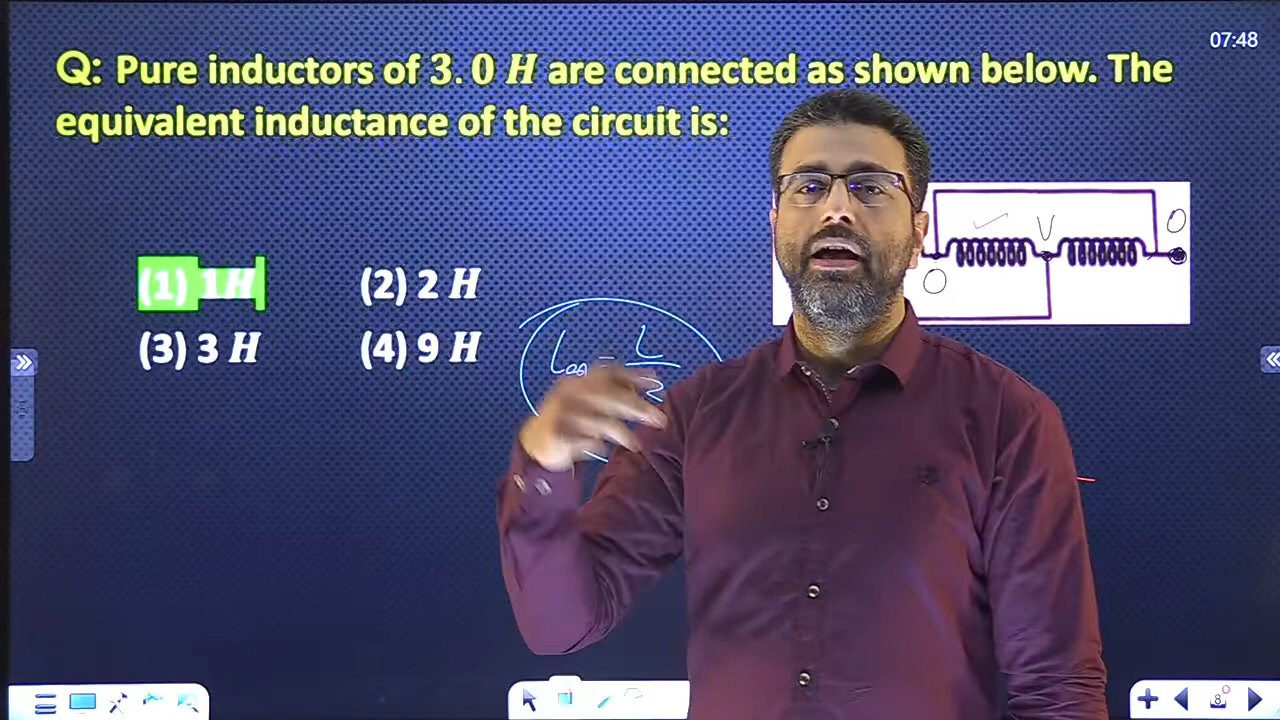 07:48
Q: Pure inductors of 3.0 H are connected as shown below. The
equivalent inductance of the circuit is:
(1) 1H (2) 2 H
(3) 3 H (4) 9 H
V
O
O
L
2